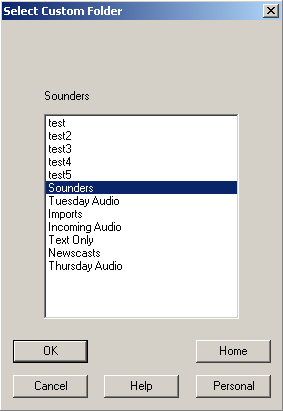 Select Custom Folder
Sounders
test
test2
test3
test4
test5
Sounders
Tuesday Audio
Imports
Incoming Audio
Text Only
Newscasts
Thursday Audio
OK
Home
Cancel
Help
Personal